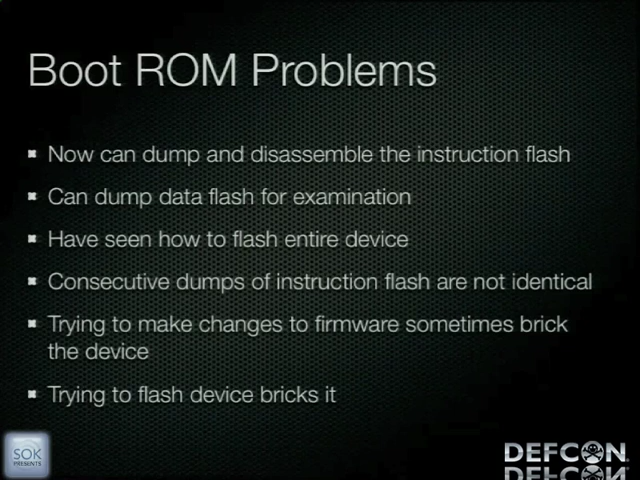 Boot ROM Problems
Now can dump and disassemble the instruction flash
Can dump data flash for examination
Have seen how to flash entire device
Consecutive dumps of instruction flash are not identical
Trying to make changes to firmware sometimes brick
the device
Trying to flash device bricks it
SOK
PRESENTS
DEFCON